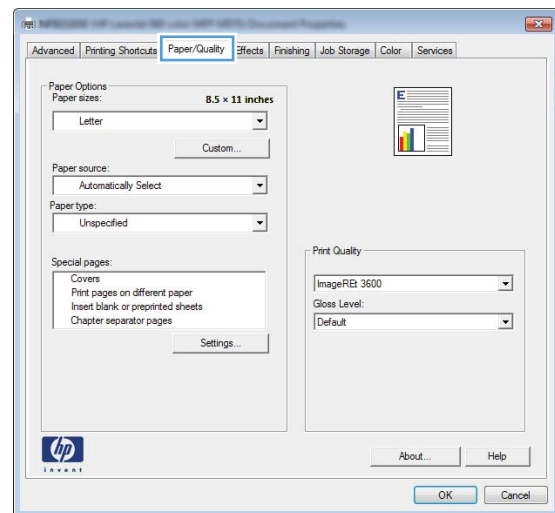 Advanced Printing Shortcuts Paper/Quality Effects Finishing Job Storage Color Services
Paper Options
Paper sizes: 8.5 × 11 inches
Letter
Custom...
Paper source:
Automatically Select
Paper type:
Unspecified
Special pages:
Covers
Print pages on different paper
Insert blank or preprinted sheets
Chapter separator pages
Settings...
E
Print Quality
ImageREt 3600
Gloss Level:
Default
hp
invent
About... Help
OK Cancel